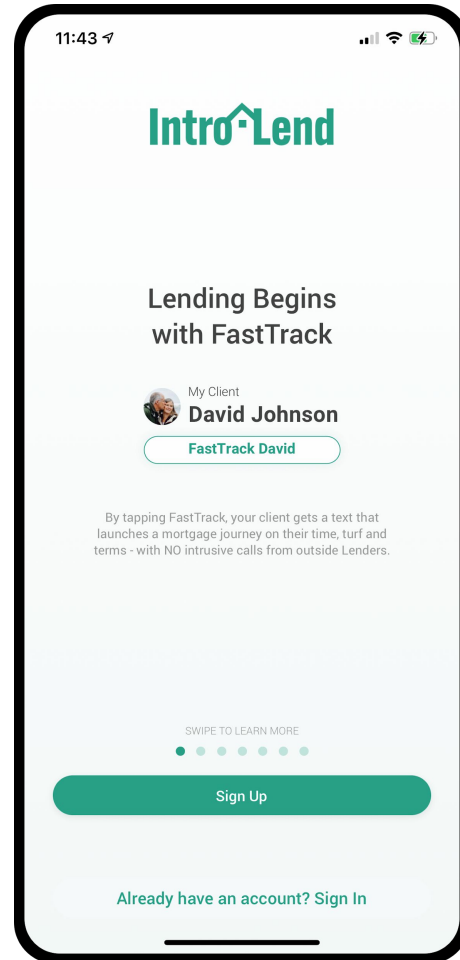 11:43
Intro Lend
Lending Begins
with FastTrack
My Client
David Johnson
FastTrack David
By tapping FastTrack, your client gets a text that
launches a mortgage journey on their time, turf and
terms - with NO intrusive calls from outside Lenders.
SWIPE TO LEARN MORE
Sign Up
Already have an account? Sign In